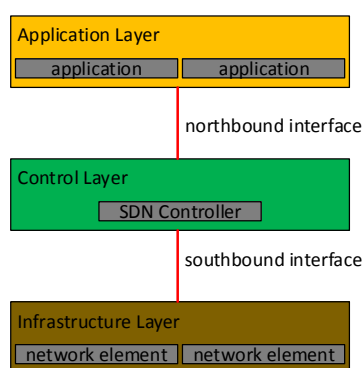 Application Layer
application application
northbound interface
Control Layer
SDN Controller
southbound interface
Infrastructure Layer
network element network element